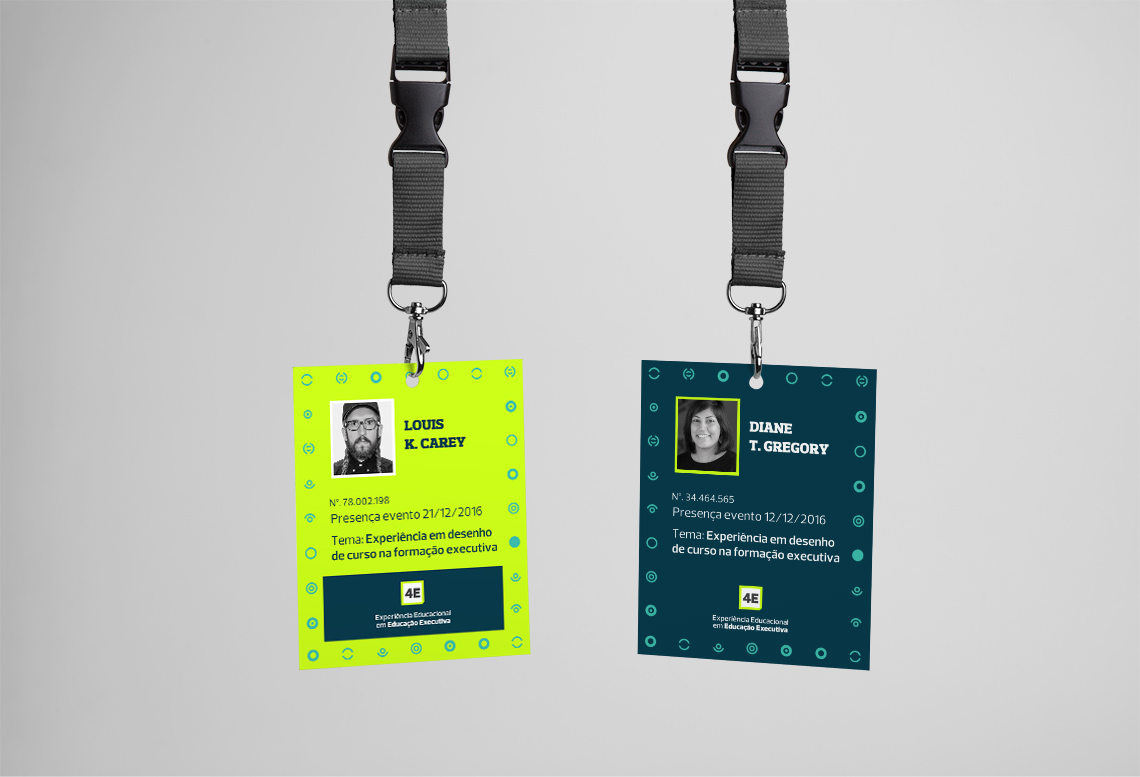 LOUIS
K. CAREY
Nº. 78.002.198
Presença evento 21/12/2016
Tema: Experiência em desenho
de curso na formação executiva
4E
Experiência Educacional
em Educação Executiva
DIANE
T. GREGORY
Nº. 34.464.565
Presença evento 12/12/2016
Tema: Experiência em desenho
de curso na formação executiva
4E
Experiência Educacional
em Educação Executiva